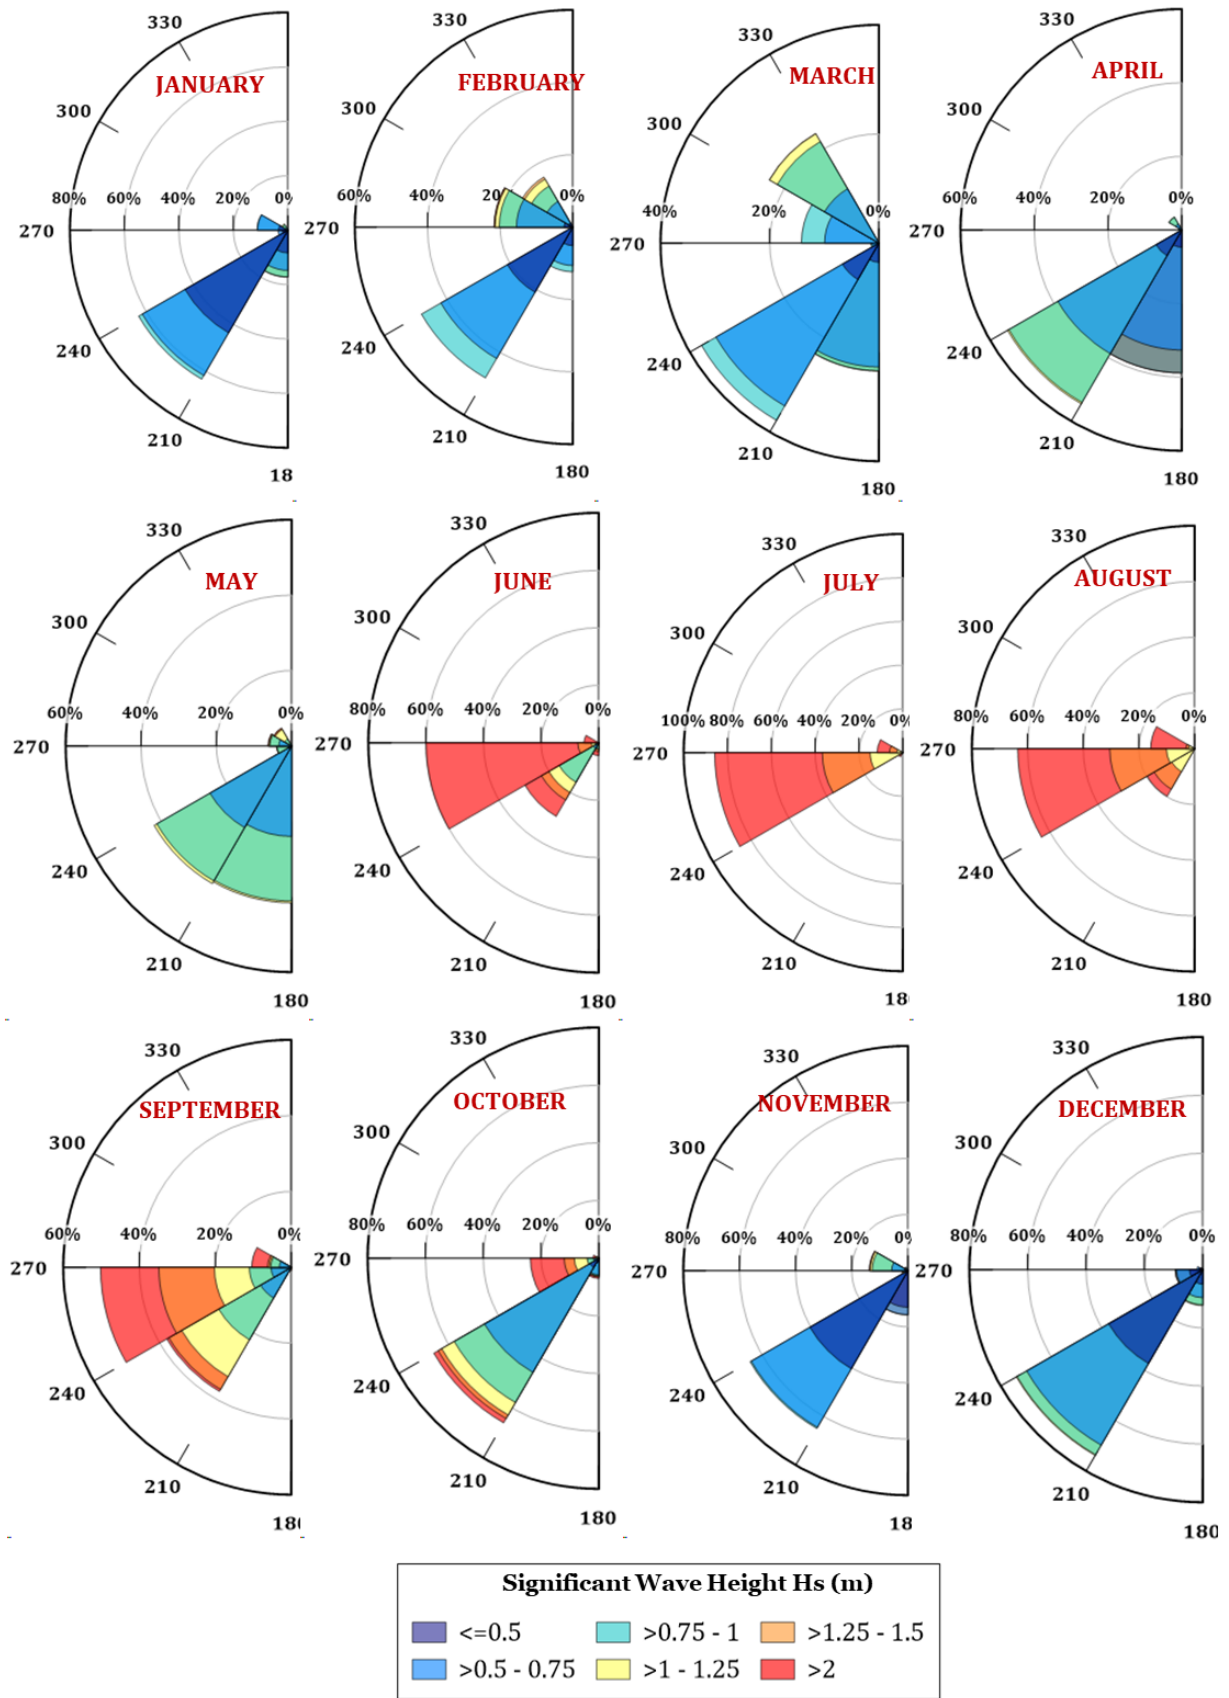 330
JANUARY
300
80% 60% 40% 20% 0%
270
240
210
18
330
FEBRUARY
300
60% 40% 20% 0%
270
240
210
180
330
MARCH
300
40% 20% 0%
270
240
210
180
330
APRIL
300
60% 40% 20% 0%
270
240
210
180
330
MAY
300
60% 40% 20% 0%
270
240
210
180
330
JUNE
300
80% 60% 40% 20% 0%
270
240
210
180
330
JULY
300
100% 80% 60% 40% 20% 0%
270
240
210
18
330
AUGUST
300
80% 60% 40% 20% 0%
270
240
210
180
330
SEPTEMBER
300
60% 40% 20% 0%
270
240
210
180
330
OCTOBER
300
80% 60% 40% 20% 0%
270
240
210
180
330
NOVEMBER
300
80% 60% 40% 20% 0%
270
240
210
18
330
DECEMBER
300
80% 60% 40% 20% 0%
270
240
210
180
Significant Wave Height Hs (m)
<=0.5 >0.75 - 1 >1.25 - 1.5
>0.5 - 0.75 >1 - 1.25 >2